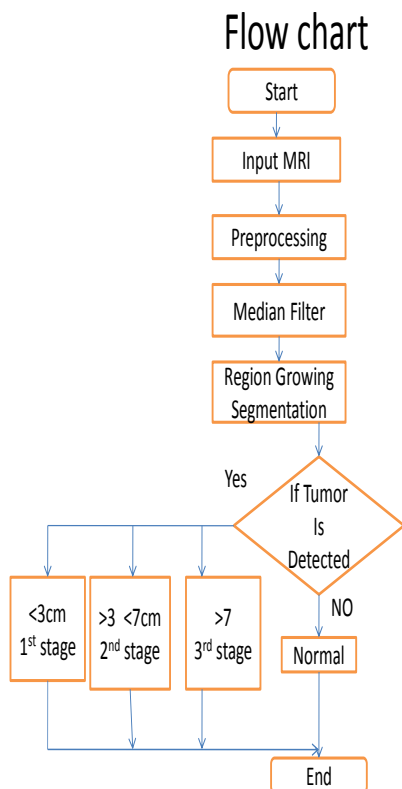 Flow chart
Start
Input MRI
Preprocessing
Median Filter
Region Growing
Segmentation
Yes
If Tumor
Is
Detected
<3cm
1st stage
>3 <7cm
2nd stage
>7
3rd stage
NO
Normal
End